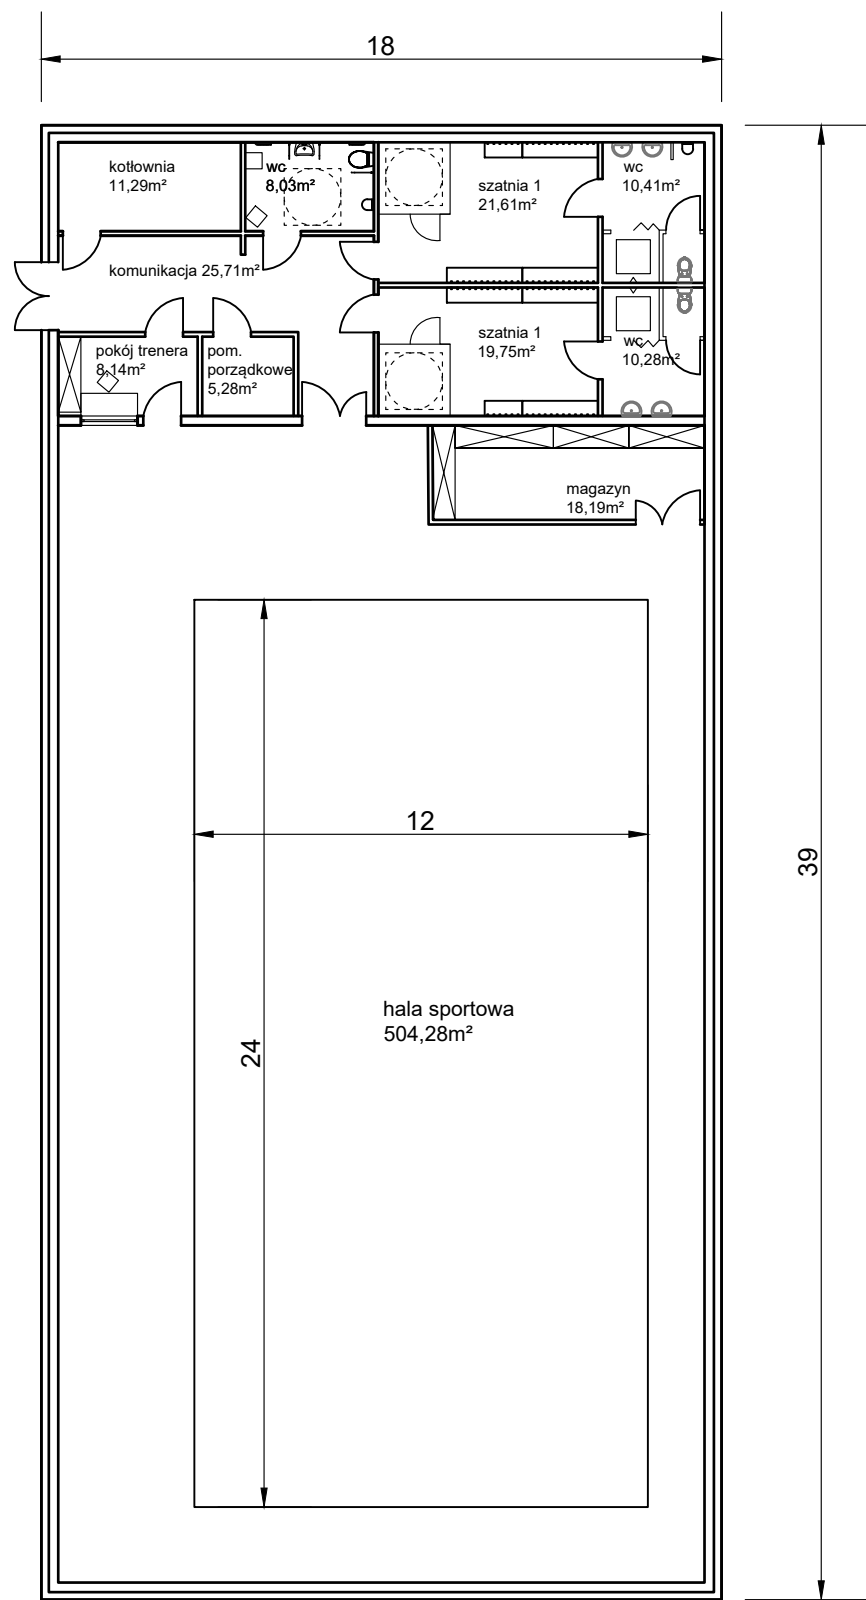 18
kotłownia
11,29m²
wc
8,03m²
szatnia 1
21,61m²
wc
10,41m²
komunikacja 25,71m²
pokój trenera
8,14m²
pom.
porządkowe
5,28m²
szatnia 1
19,75m²
wc
10,28m²
magazyn
18,19m²
12
39
hala sportowa
504,28m²
24